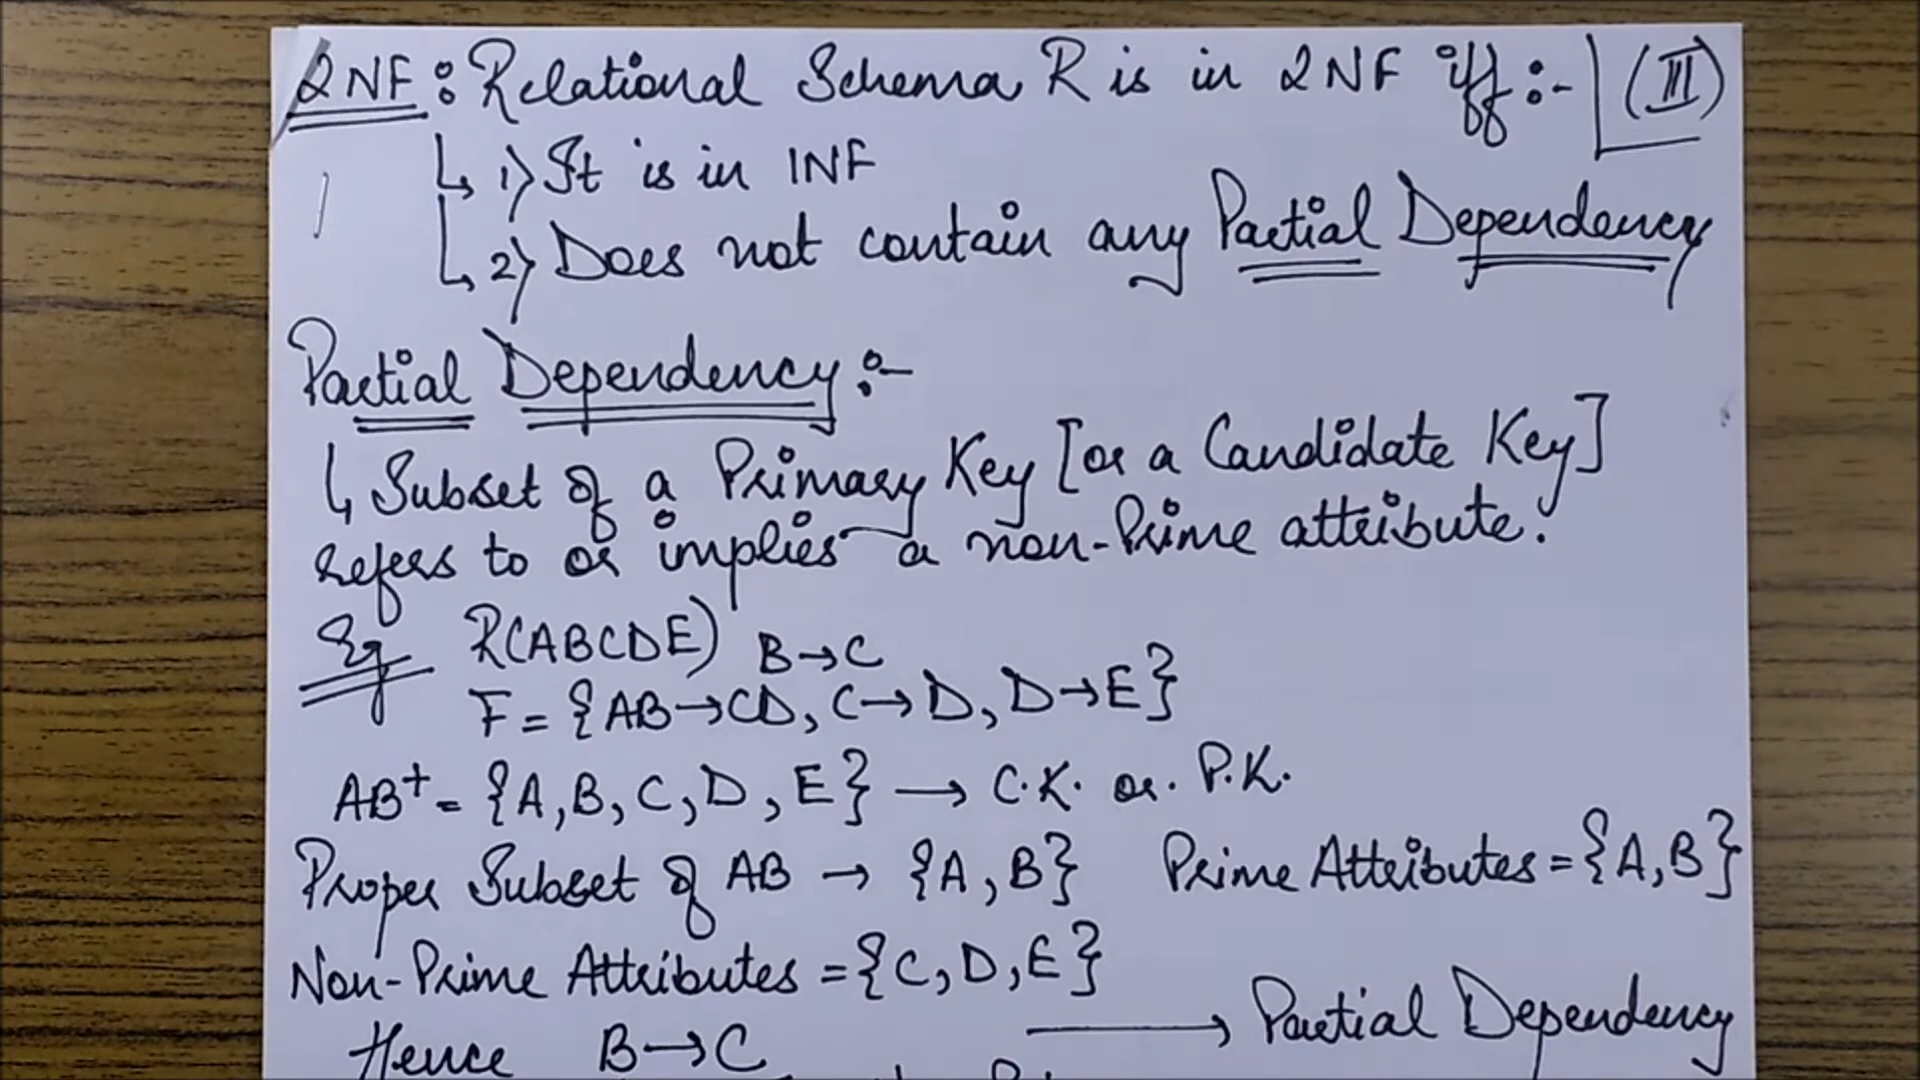 2NF : Relational Schema R is in 2NF iff :- (III)
↳ 1) It is in 1NF
↳ 2) Does not contain any Partial Dependency
Partial Dependency :-
↳ Subset of a Primary Key [or a Candidate Key]
refers to or implies a non-Prime attribute.
Eg R(ABCDE) B→C
F = {AB→CD, C→D, D→E}
AB+ = {A, B, C, D, E} → C.K. or. P.K.
Proper Subset of AB → {A, B} Prime Attributes = {A, B}
Non-Prime Attributes = {C, D, E}
Hence B→C → Partial Dependency